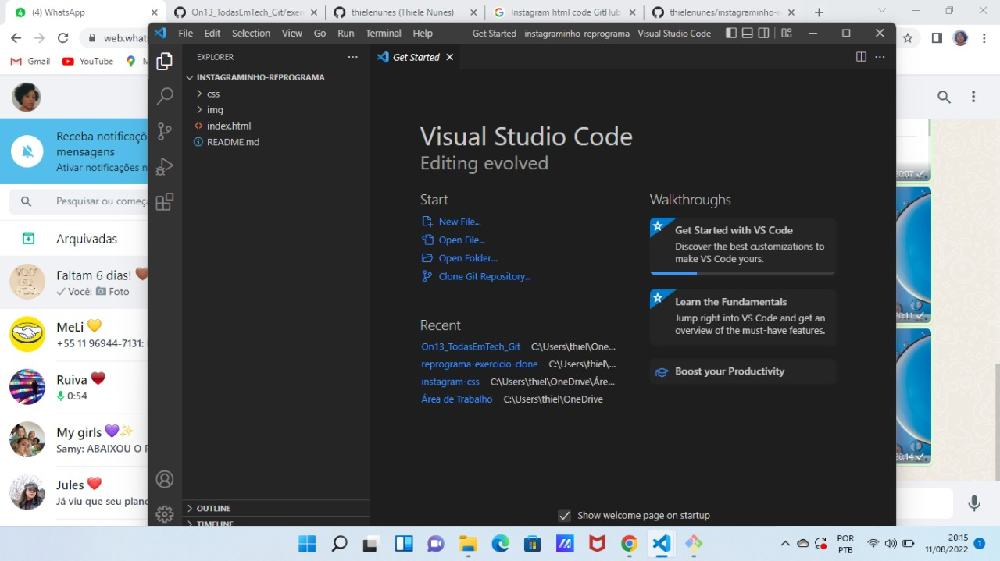 (4) WhatsApp
On13_TodasEmTech_Git/exer
thielenunes (Thiele Nunes)
Instagram html code GitHub
thielenunes/instagraminho-r
web.what
Gmail
YouTube
File Edit Selection View Go Run Terminal Help
Get Started - instagraminho-reprograma - Visual Studio Code
EXPLORER
Get Started
INSTAGRAMINHO-REPROGRAMA
css
img
index.html
README.md
Visual Studio Code
Editing evolved
Start
New File...
Open File...
Open Folder...
Clone Git Repository...
Recent
On13_TodasEmTech_Git C:\Users\thiel\One...
reprograma-exercicio-clone C:\Users\thiel\...
instagram-css C:\Users\thiel\OneDrive\Áre...
Área de Trabalho C:\Users\thiel\OneDrive
Walkthroughs
Get Started with VS Code
Discover the best customizations to
make VS Code yours.
Learn the Fundamentals
Jump right into VS Code and get an
overview of the must-have features.
Boost your Productivity
OUTLINE
TIMELINE
Show welcome page on startup
Receba notificaçõ
mensagens
Ativar notificações n
Pesquisar ou começa
Arquivadas
Faltam 6 dias! 🤎
Você: Foto
MeLi 💛
+55 11 96944-7131:
Ruiva ❤️
0:54
My girls 💜✨
Samy: ABAIXOU O P
Jules ❤️
Já viu que seu plano
20:07
20:11
20:14
POR
PTB
20:15
11/08/2022
1